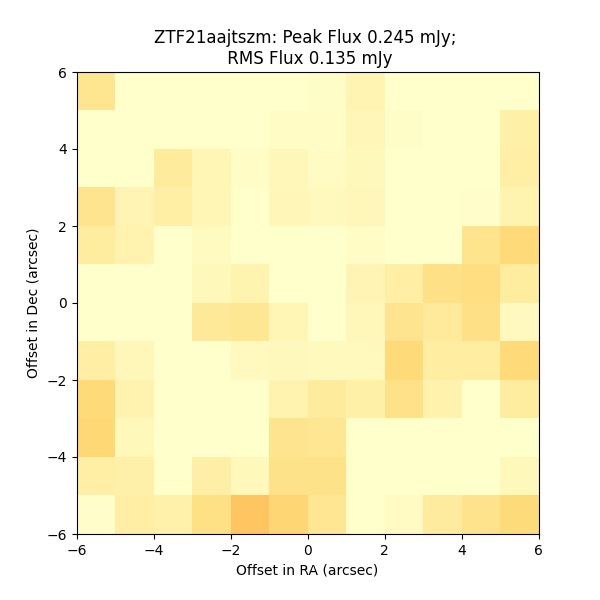 ZTF21aajtszm: Peak Flux 0.245 mJy;
RMS Flux 0.135 mJy
6
4
2
0
−2
−4
−6
Offset in Dec (arcsec)
−6 −4 −2 0 2 4 6
Offset in RA (arcsec)